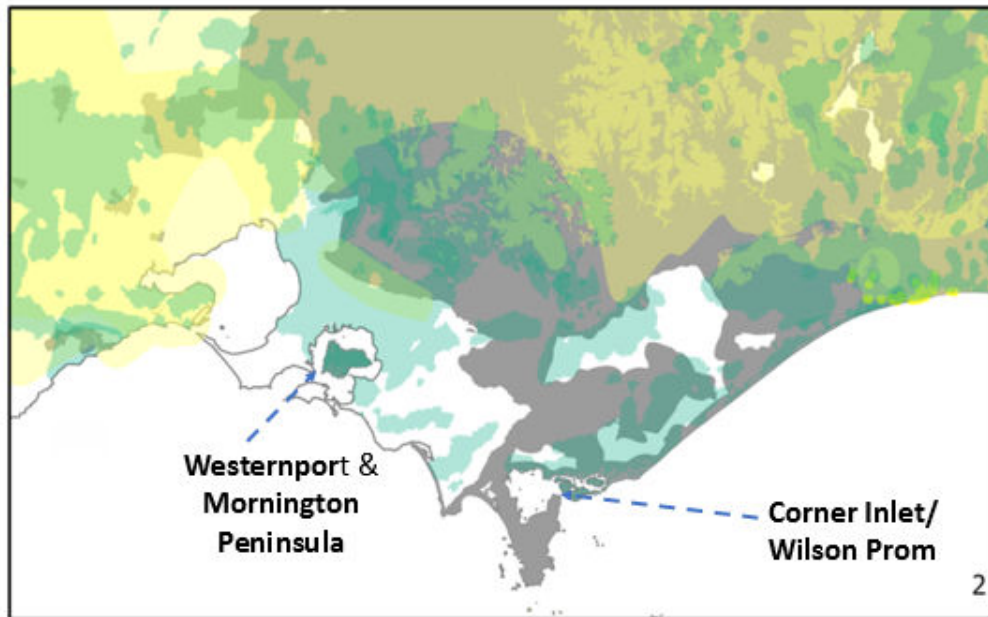 Westernport &
Mornington
Peninsula
Corner Inlet/
Wilson Prom
2